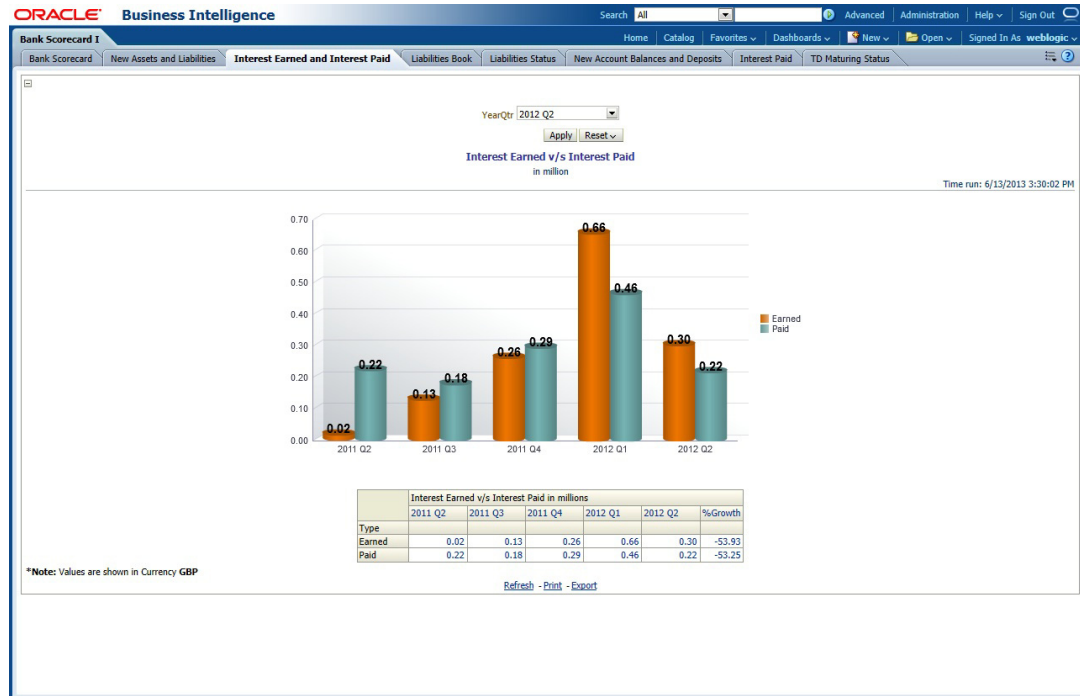 ORACLE Business Intelligence
Search All Advanced Administration Help Sign Out
Bank Scorecard I
Home Catalog Favorites Dashboards New Open Signed In As weblogic
Bank Scorecard New Assets and Liabilities Interest Earned and Interest Paid Liabilities Book Liabilities Status New Account Balances and Deposits Interest Paid TD Maturing Status
YearQtr 2012 Q2
Apply Reset
Interest Earned v/s Interest Paid
in million
Time run: 6/13/2013 3:30:02 PM
0.70
0.60
0.50
0.40
0.30
0.20
0.10
0.00
0.02 0.22 0.13 0.18 0.26 0.29 0.66 0.46 0.30 0.22
2011 Q2 2011 Q3 2011 Q4 2012 Q1 2012 Q2
Earned
Paid
Interest Earned v/s Interest Paid in millions
2011 Q2 2011 Q3 2011 Q4 2012 Q1 2012 Q2 %Growth
Type
Earned 0.02 0.13 0.26 0.66 0.30 -53.93
Paid 0.22 0.18 0.29 0.46 0.22 -53.25
*Note: Values are shown in Currency GBP
Refresh - Print - Export